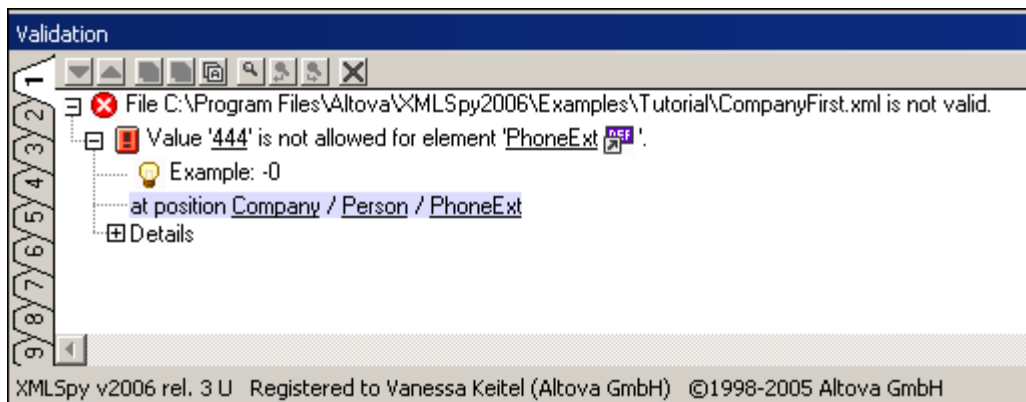 Validation
File C:\Program Files\Altova\XMLSpy2006\Examples\Tutorial\CompanyFirst.xml is not valid.
Value '444' is not allowed for element 'PhoneExt DEF '.
Example: -0
at position Company / Person / PhoneExt
Details
1
2
3
4
5
6
7
8
9
XMLSpy v2006 rel. 3 U Registered to Vanessa Keitel (Altova GmbH) ©1998-2005 Altova GmbH